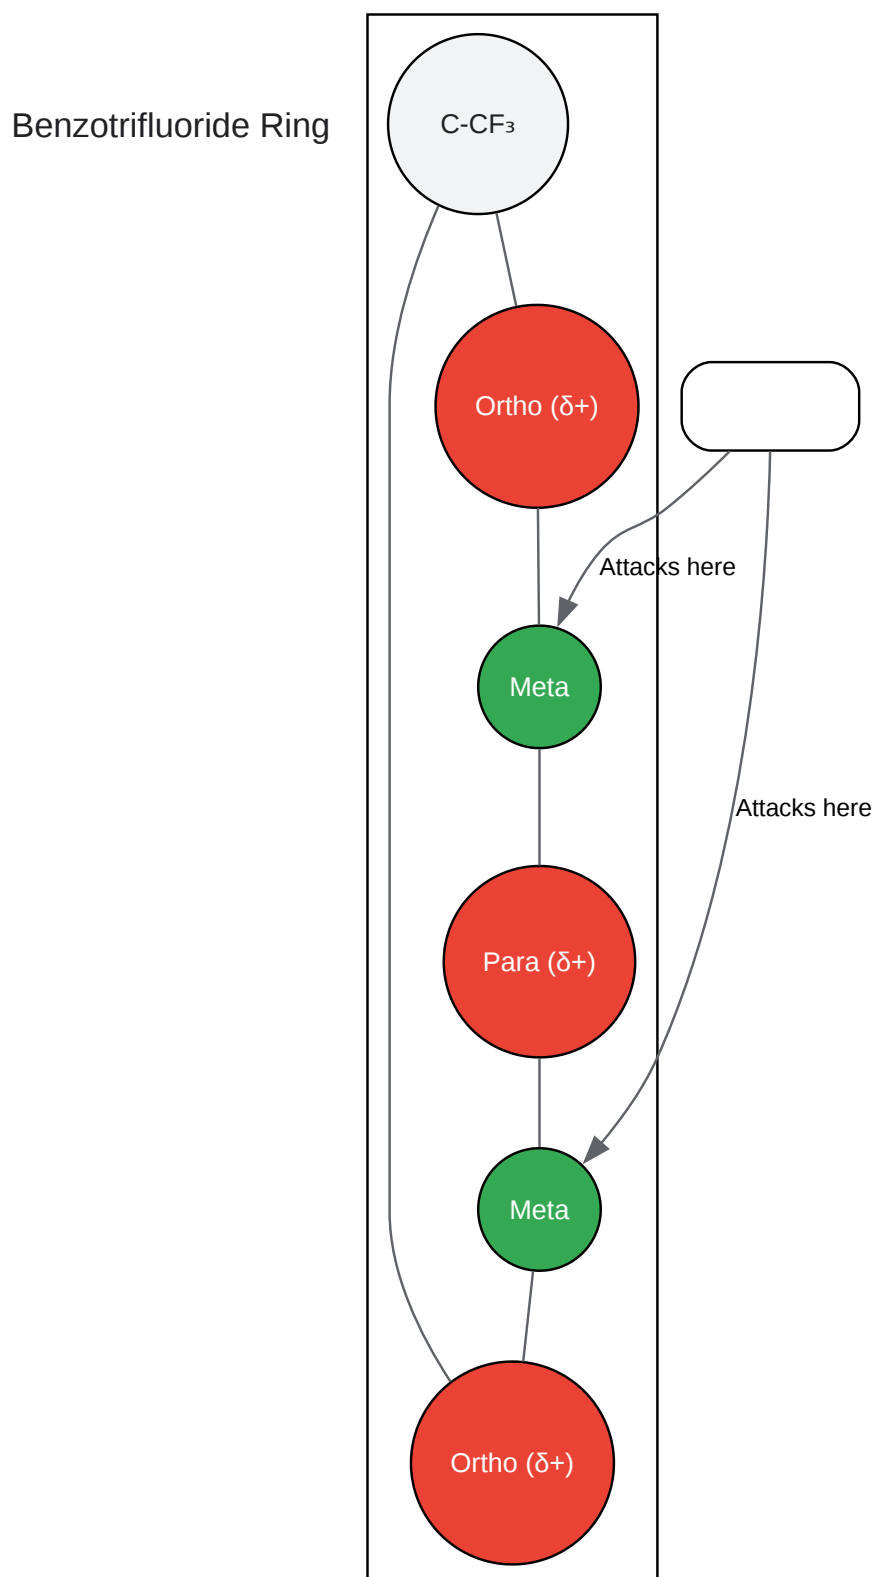 Benzotrifluoride Ring
C-CF₃
Ortho (δ+)
Attacks here
Meta
Attacks here
Para (δ+)
Meta
Ortho (δ+)